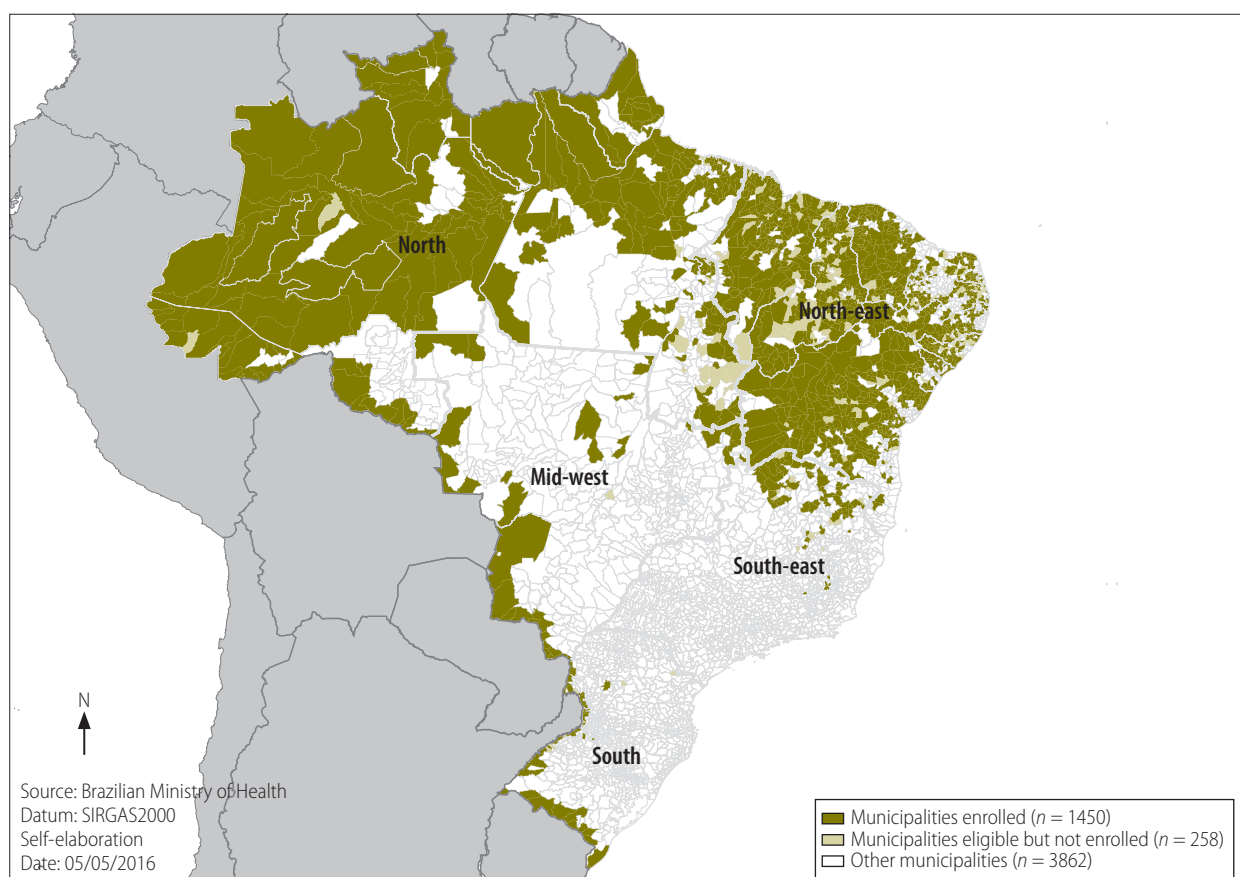 North
North-east
Mid-west
South-east
South
N
Source: Brazilian Ministry of Health
Datum: SIRGAS2000
Self-elaboration
Date: 05/05/2016
Municipalities enrolled (n = 1450)
Municipalities eligible but not enrolled (n = 258)
Other municipalities (n = 3862)